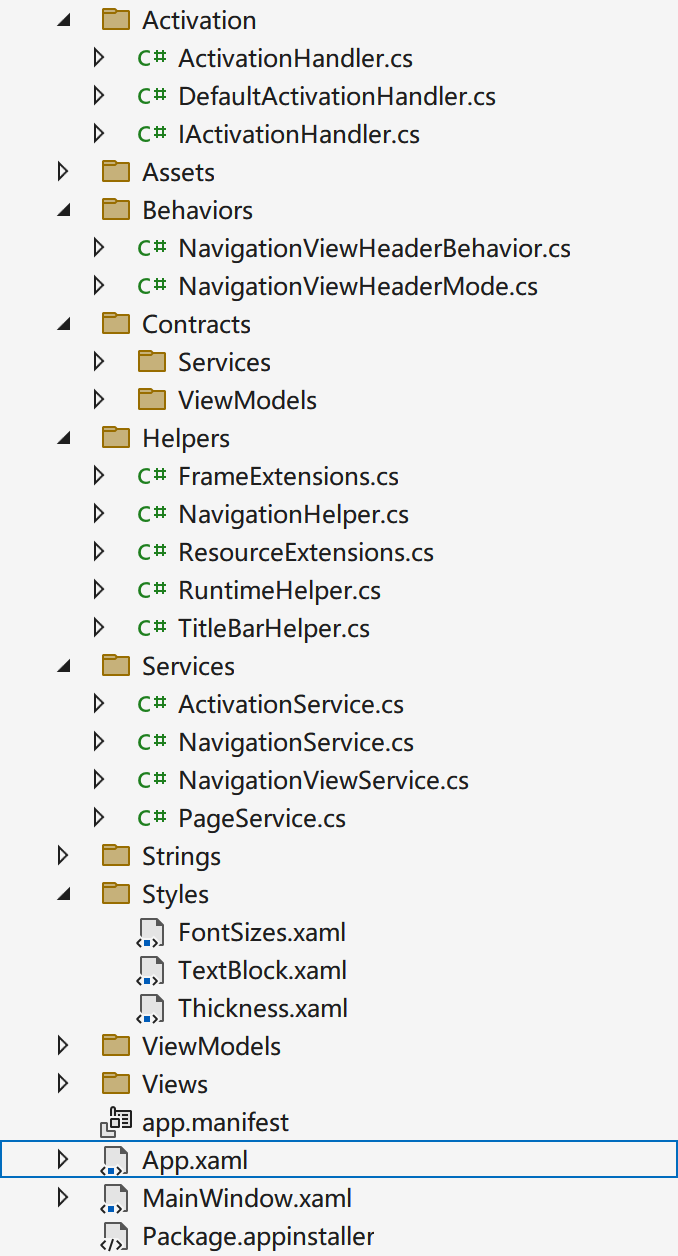 Activation
C# ActivationHandler.cs
C# DefaultActivationHandler.cs
C# IActivationHandler.cs
Assets
Behaviors
C# NavigationViewHeaderBehavior.cs
C# NavigationViewHeaderMode.cs
Contracts
Services
ViewModels
Helpers
C# FrameExtensions.cs
C# NavigationHelper.cs
C# ResourceExtensions.cs
C# RuntimeHelper.cs
C# TitleBarHelper.cs
Services
C# ActivationService.cs
C# NavigationService.cs
C# NavigationViewService.cs
C# PageService.cs
Strings
Styles
FontSizes.xaml
TextBlock.xaml
Thickness.xaml
ViewModels
Views
app.manifest
App.xaml
MainWindow.xaml
Package.appinstaller